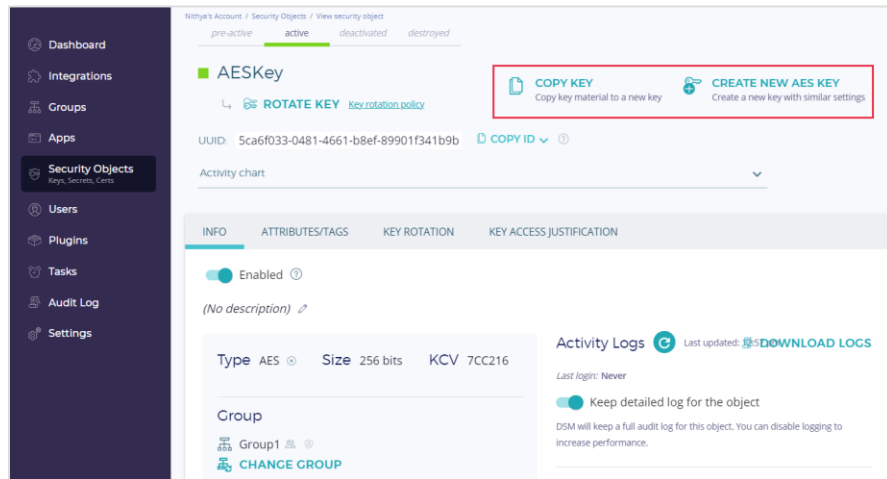 Nithya's Account / Security Objects / View security object
pre-active active deactivated destroyed
Dashboard
Integrations
Groups
Apps
Security Objects
Keys, Secrets, Certs
Users
Plugins
Tasks
Audit Log
Settings
AESKey
ROTATE KEY Key rotation policy
COPY KEY
Copy key material to a new key
CREATE NEW AES KEY
Create a new key with similar settings
UUID: 5ca6f033-0481-4661-b8ef-89901f341b9b COPY ID
Activity chart
INFO ATTRIBUTES/TAGS KEY ROTATION KEY ACCESS JUSTIFICATION
Enabled
(No description)
Type AES Size 256 bits KCV 7CC216
Group
Group1
CHANGE GROUP
Activity Logs Last updated: DOWNLOAD LOGS
Last login: Never
Keep detailed log for the object
DSM will keep a full audit log for this object. You can disable logging to
increase performance.